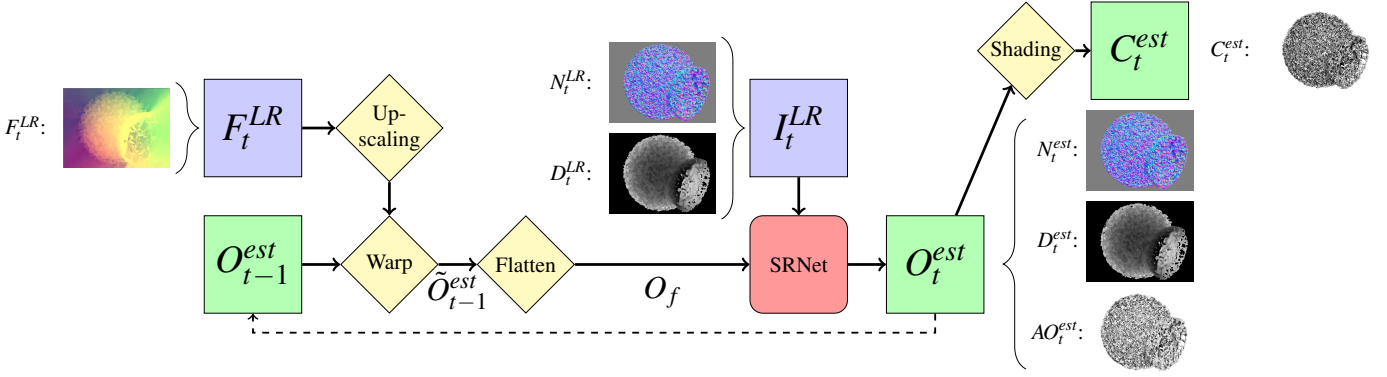 Shading
C_t^{est}
C_t^{est}:
N_t^{LR}:
F_t^{LR}:
F_t^{LR}
Up-
scaling
I_t^{LR}
D_t^{LR}:
N_t^{est}:
O_{t-1}^{est}
Warp
Õ_{t-1}^{est}
Flatten
O_f
SRNet
O_t^{est}
D_t^{est}:
AO_t^{est}: